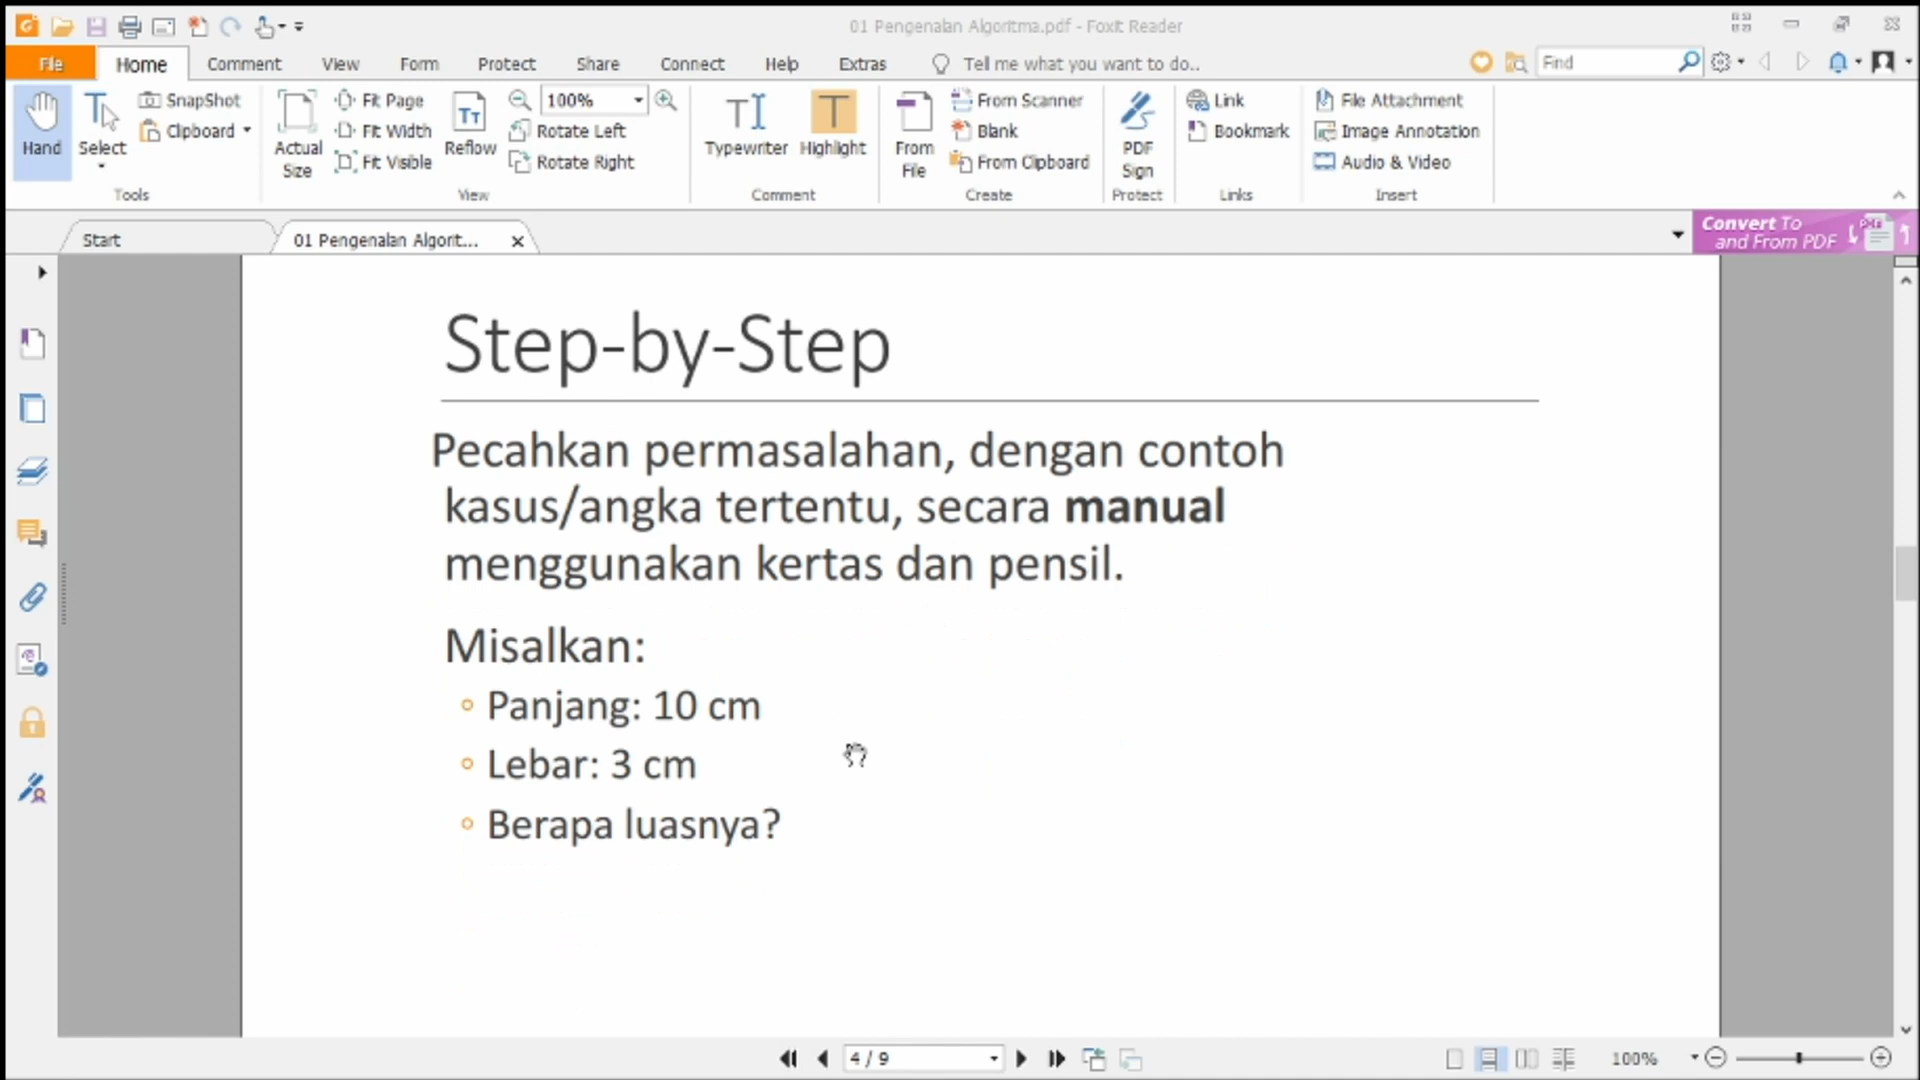 01 Pengenalan Algoritma.pdf - Foxit Reader
File Home Comment View Form Protect Share Connect Help Extras Tell me what you want to do.. Find
Hand
Select
SnapShot
Clipboard
Tools
Actual Size
Fit Page
Fit Width
Fit Visible
Reflow
100%
Rotate Left
Rotate Right
View
Typewriter
Highlight
Comment
From File
From Scanner
Blank
From Clipboard
Create
PDF Sign
Protect
Link
Bookmark
Links
File Attachment
Image Annotation
Audio & Video
Insert
Start
01 Pengenalan Algorit...
Convert To
and From PDF
Step-by-Step
Pecahkan permasalahan, dengan contoh
kasus/angka tertentu, secara manual
menggunakan kertas dan pensil.
Misalkan:
Panjang: 10 cm
Lebar: 3 cm
Berapa luasnya?
4 / 9
100%